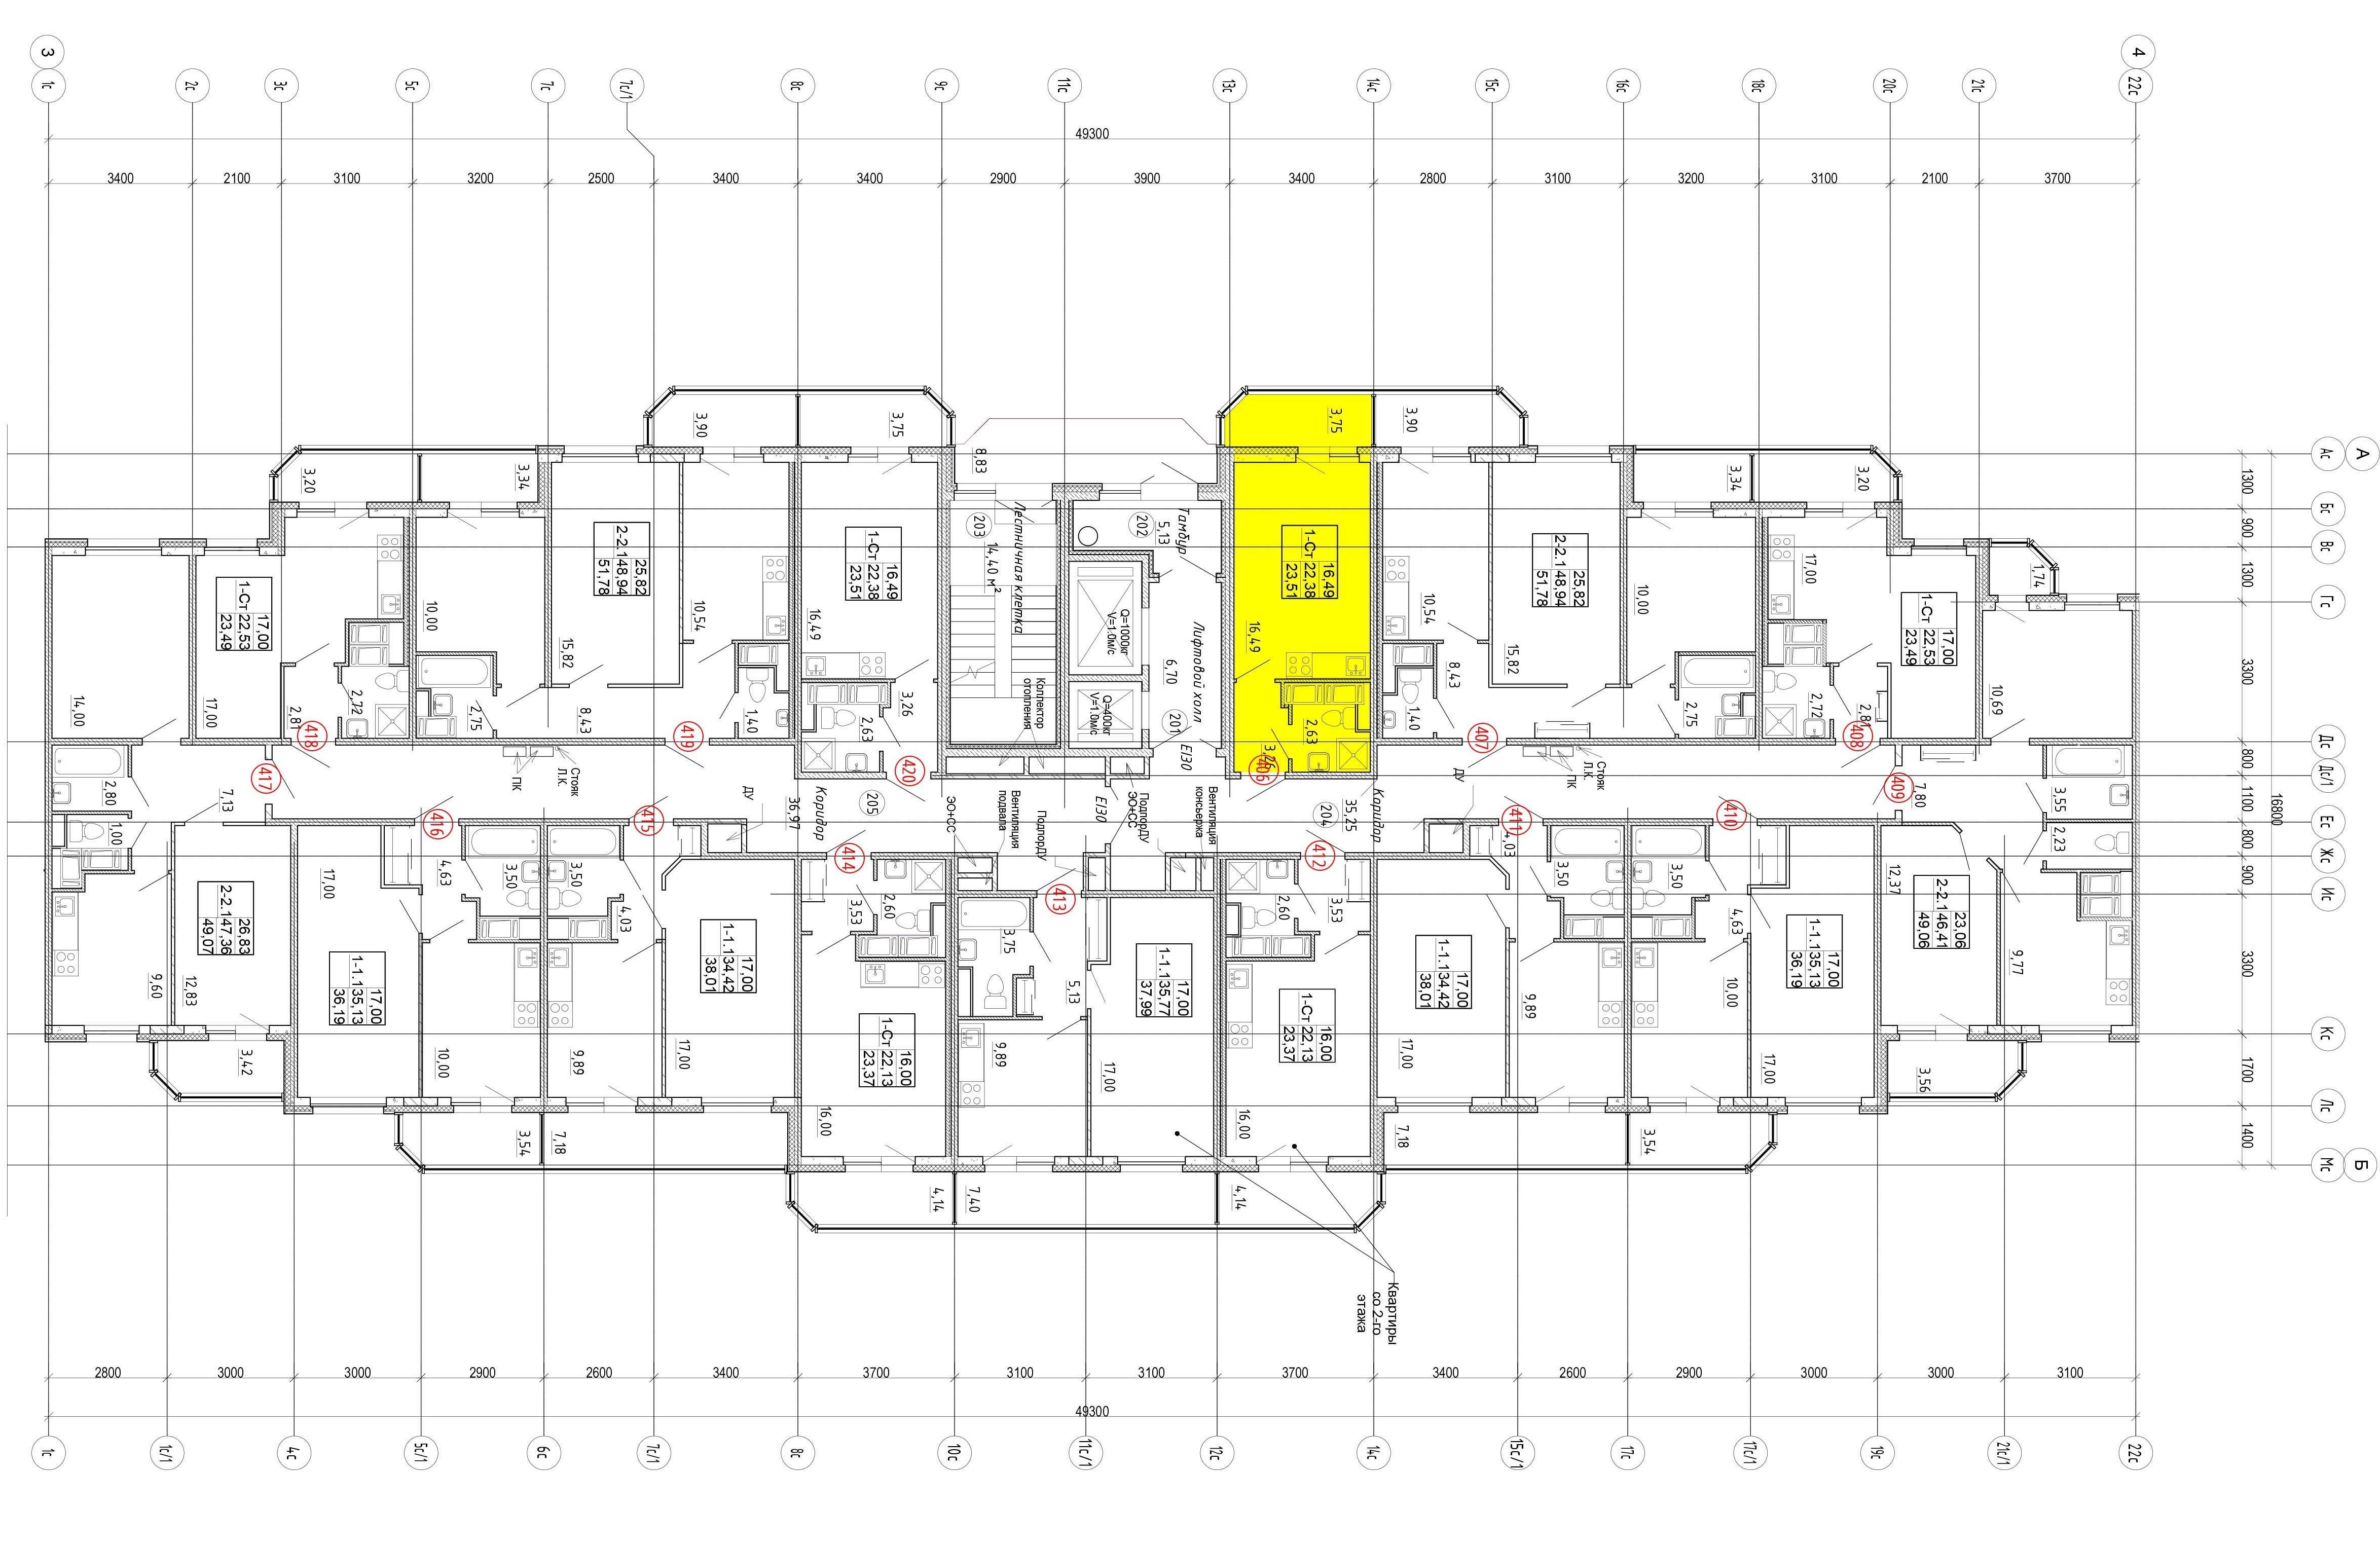 3
4
1с
2с
3с
5с
7с
7с/1
8с
9с
11с
13с
14с
15с
16с
18с
20с
21с
22с
49300
3400
2100
3100
3200
2500
3400
3400
2900
3900
3400
2800
3100
3200
3100
2100
3700
Ас
А
Бс
Вс
Гс
Дс
Дс/1
Ес
Жс
Ис
Кс
Лс
Мс
Б
1300
900
1300
3300
800
1100
800
900
3300
1700
1400
16800
3,90
3,75
3,75
3,90
3,20
3,34
8,83
3,34
3,20
1,74
14,00
1-Ст
17,00
22,53
23,49
17,00
2,81
2,72
418
10,00
2,75
2-2.1
25,82
48,94
51,78
15,82
8,43
10,54
1,40
419
1-Ст
16,49
22,38
23,51
16,49
3,26
2,63
420
Лестничная клетка
203
14,40 м²
Коллектор
отопления
202
Тамбур
5,13
Q=1000кг
V=1.0м/с
Q=400кг
V=1.0м/с
Лифтовой холл
6,70
201
EI30
1-Ст
16,49
22,38
23,51
16,49
2,63
3,26
406
10,54
8,43
1,40
407
2-2.1
25,82
48,94
51,78
15,82
10,00
2,75
17,00
2,72
2,81
408
1-Ст
17,00
22,53
23,49
10,69
417
Стояк
Л.К.
ПК
ДУ
36,97
Коридор
205
ЭО+СС
Вентиляция
подвала
ПодпорДУ
EI30
ПодпорДУ
ЭО+СС
Вентиляция
консьержа
204
35,25
Коридор
ДУ
Стояк
Л.К.
ПК
409
7,80
3,55
2,23
2,80
1,00
7,13
2-2.1
26,83
47,36
49,07
9,60
12,83
416
4,63
17,00
1-1.1
17,00
35,13
36,19
10,00
3,50
415
3,50
4,03
9,89
1-1.1
17,00
34,42
38,01
17,00
414
3,53
2,60
1-Ст
16,00
22,13
23,37
16,00
413
3,75
5,13
9,89
1-1.1
17,00
35,77
37,99
17,00
412
2,60
3,53
1-Ст
16,00
22,13
23,37
16,00
411
4,03
3,50
1-1.1
17,00
34,42
38,01
17,00
9,89
410
3,50
4,63
10,00
1-1.1
17,00
35,13
36,19
17,00
12,37
2-2.1
23,06
46,41
49,06
9,77
3,42
3,54
7,18
4,14
7,40
4,14
7,18
3,54
3,56
Квартиры
со 2-го
этажа
2800
3000
3000
2900
2600
3400
3700
3100
3100
3700
3400
2600
2900
3000
3000
3100
49300
1с
1с/1
4с
5с/1
6с
7с/1
8с
10с
11с/1
12с
14с
15с/1
17с
17с/1
19с
21с/1
22с